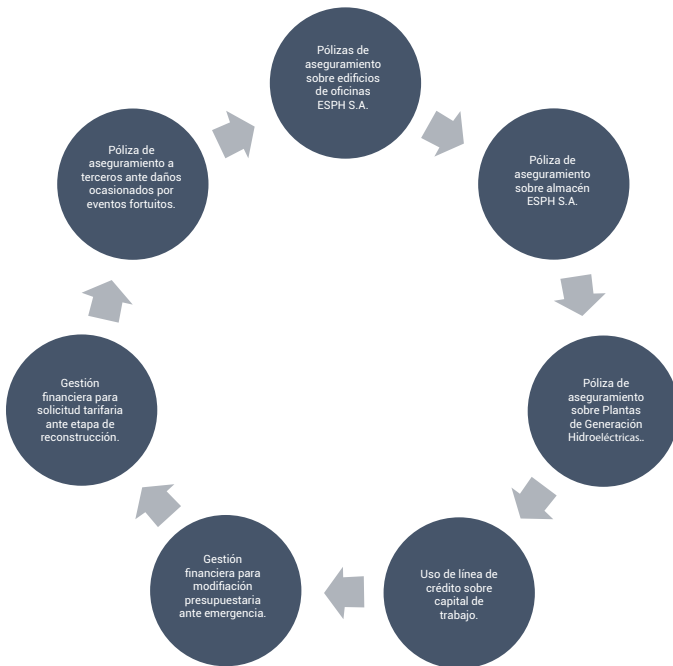 Pólizas de
aseguramiento
sobre edificios
de oficinas
ESPH S.A.
Póliza de
aseguramiento
sobre almacén
ESPH S.A.
Póliza de
aseguramiento
sobre Plantas
de Generación
Hidroeléctricas..
Uso de línea de
crédito sobre
capital de
trabajo.
Gestión
financiera para
modifiación
presupuestaria
ante emergencia.
Gestión
financiera para
solicitud tarifaria
ante etapa de
reconstrucción.
Póliza de
aseguramiento a
terceros ante daños
ocasionados por
eventos fortuitos.